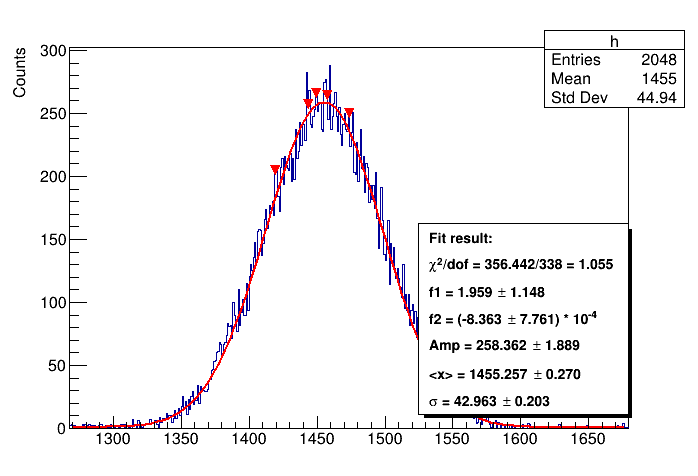 h
Entries 2048
Mean 1455
Std Dev 44.94
Counts
300
250
200
150
100
50
0
Fit result:
χ²/dof = 356.442/338 = 1.055
f1 = 1.959 ± 1.148
f2 = (-8.363 ± 7.761) * 10⁻⁴
Amp = 258.362 ± 1.889
<x> = 1455.257 ± 0.270
σ = 42.963 ± 0.203
1300 1350 1400 1450 1500 1550 1600 1650